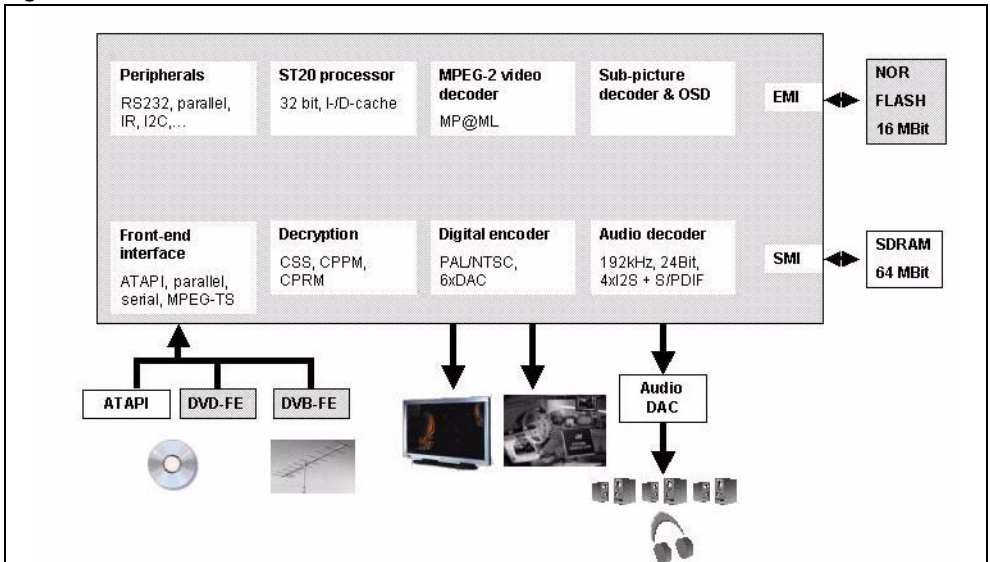 Peripherals
RS232, parallel,
IR, I2C,...
ST20 processor
32 bit, I-/D-cache
MPEG-2 video
decoder
MP@ML
Sub-picture
decoder & OSD
EMI
NOR
FLASH
16 MBit
Front-end
interface
ATAPI, parallel,
serial, MPEG-TS
Decryption
CSS, CPPM,
CPRM
Digital encoder
PAL/NTSC,
6xDAC
Audio decoder
192kHz, 24Bit,
4xI2S + S/PDIF
SMI
SDRAM
64 MBit
ATAPI
DVD-FE
DVB-FE
Audio
DAC